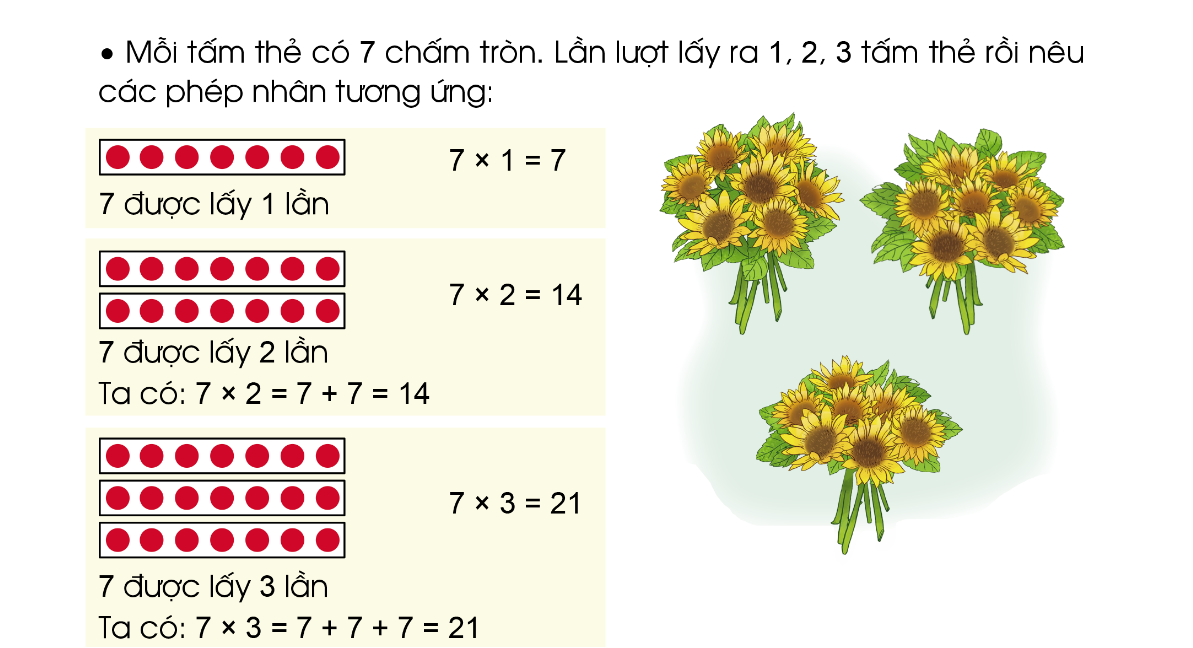 • Mỗi tấm thẻ có 7 chấm tròn. Lần lượt lấy ra 1, 2, 3 tấm thẻ rồi nêu
các phép nhân tương ứng:
7 × 1 = 7
7 được lấy 1 lần
7 × 2 = 14
7 được lấy 2 lần
Ta có: 7 × 2 = 7 + 7 = 14
7 × 3 = 21
7 được lấy 3 lần
Ta có: 7 × 3 = 7 + 7 + 7 = 21